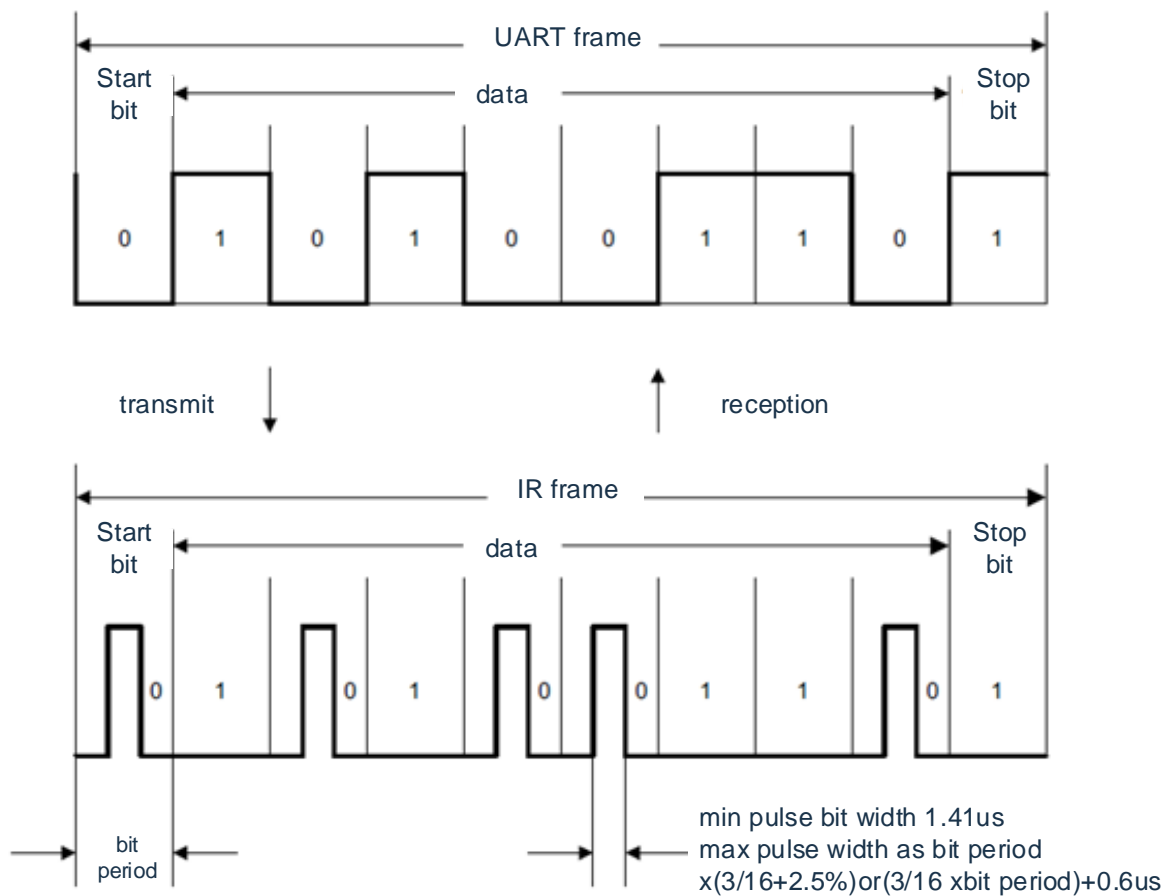 UART frame
Start
bit
data
Stop
bit
0 1 0 1 0 0 1 1 0 1
transmit
reception
IR frame
Start
bit
data
Stop
bit
0 1 0 1 0 0 1 1 0 1
bit
period
min pulse bit width 1.41us
max pulse width as bit period
x(3/16+2.5%)or(3/16 xbit period)+0.6us